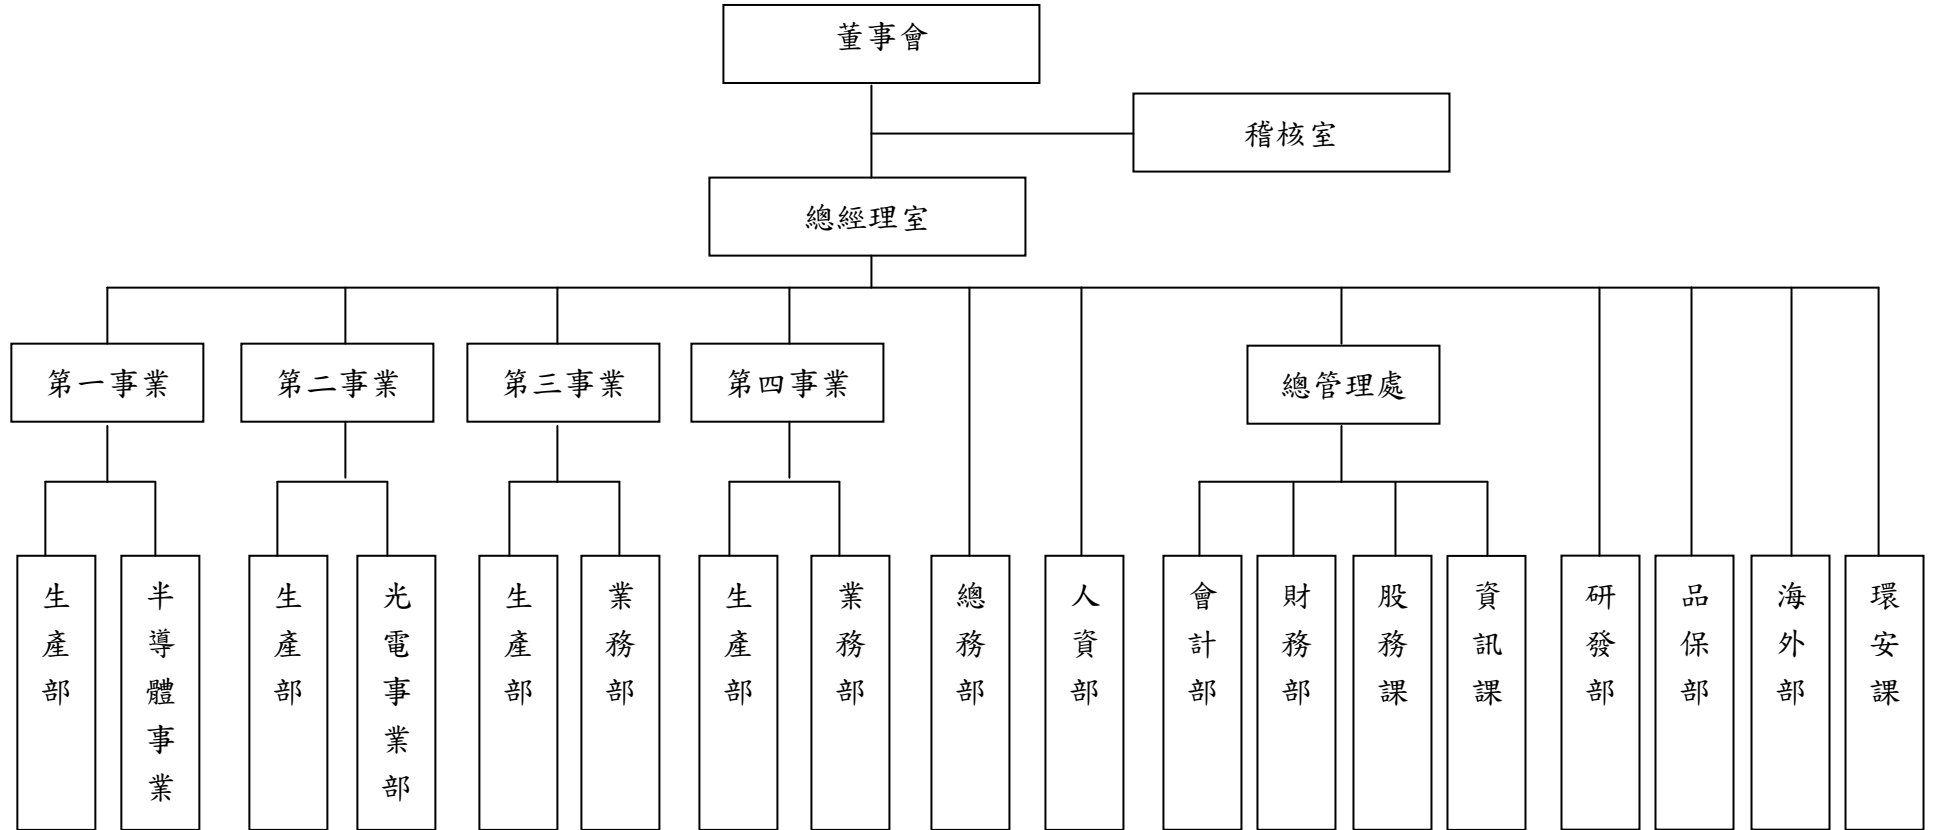 董事會
稽核室
總經理室
第一事業
第二事業
第三事業
第四事業
總管理處
生產部
半導體事業
生產部
光電事業部
生產部
業務部
生產部
業務部
總務部
人資部
會計部
財務部
股務課
資訊課
研發部
品保部
海外部
環安課